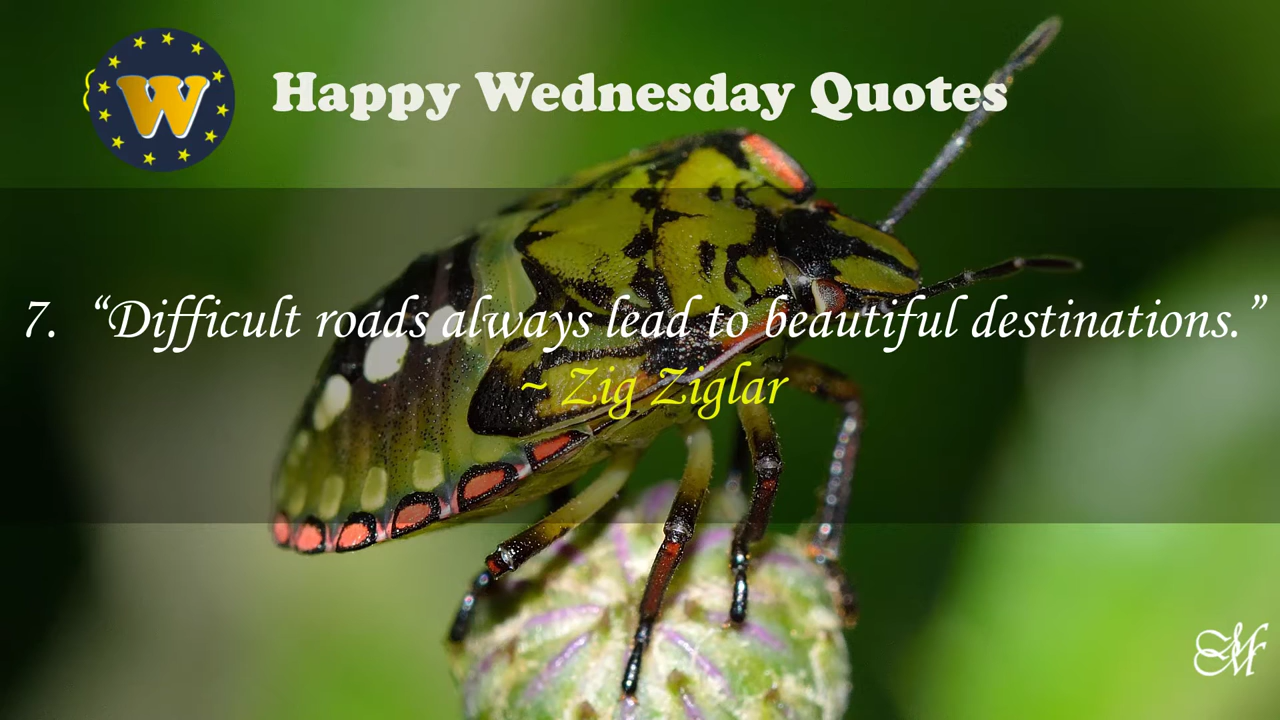 W
Happy Wednesday Quotes
7. “Difficult roads always lead to beautiful destinations.”
~ Zig Ziglar